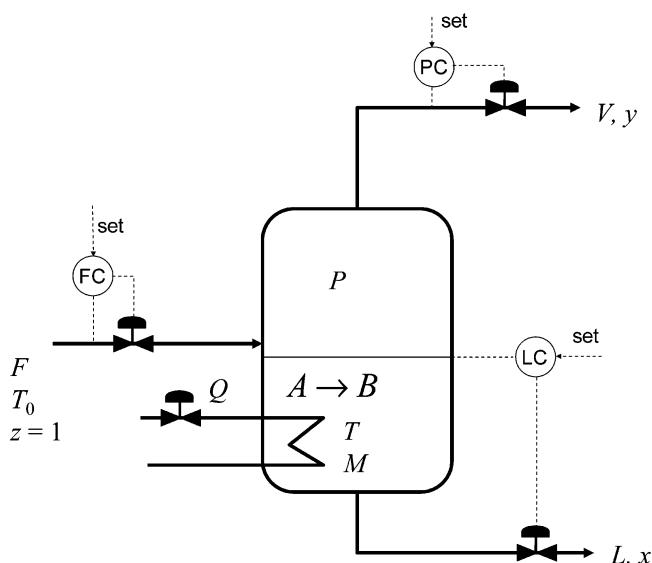 set
PC
V, y
set
FC
P
set
LC
F
T₀
z = 1
Q
A → B
T
M
L, x